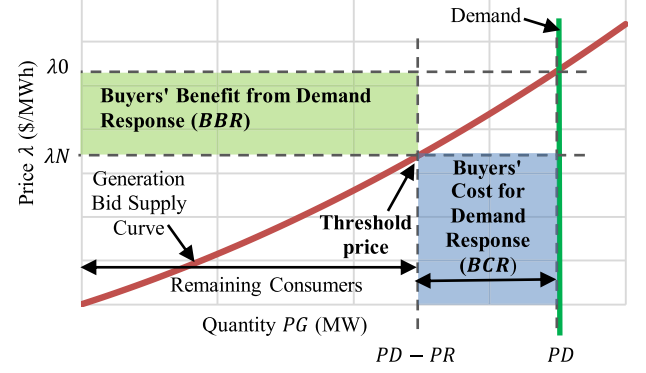 Demand
λ0
Buyers' Benefit from Demand
Response (BBR)
Price λ ($/MWh)
λN
Generation
Bid Supply
Curve
Threshold
price
Buyers'
Cost for
Demand
Response
(BCR)
Remaining Consumers
Quantity PG (MW)
PD − PR
PD